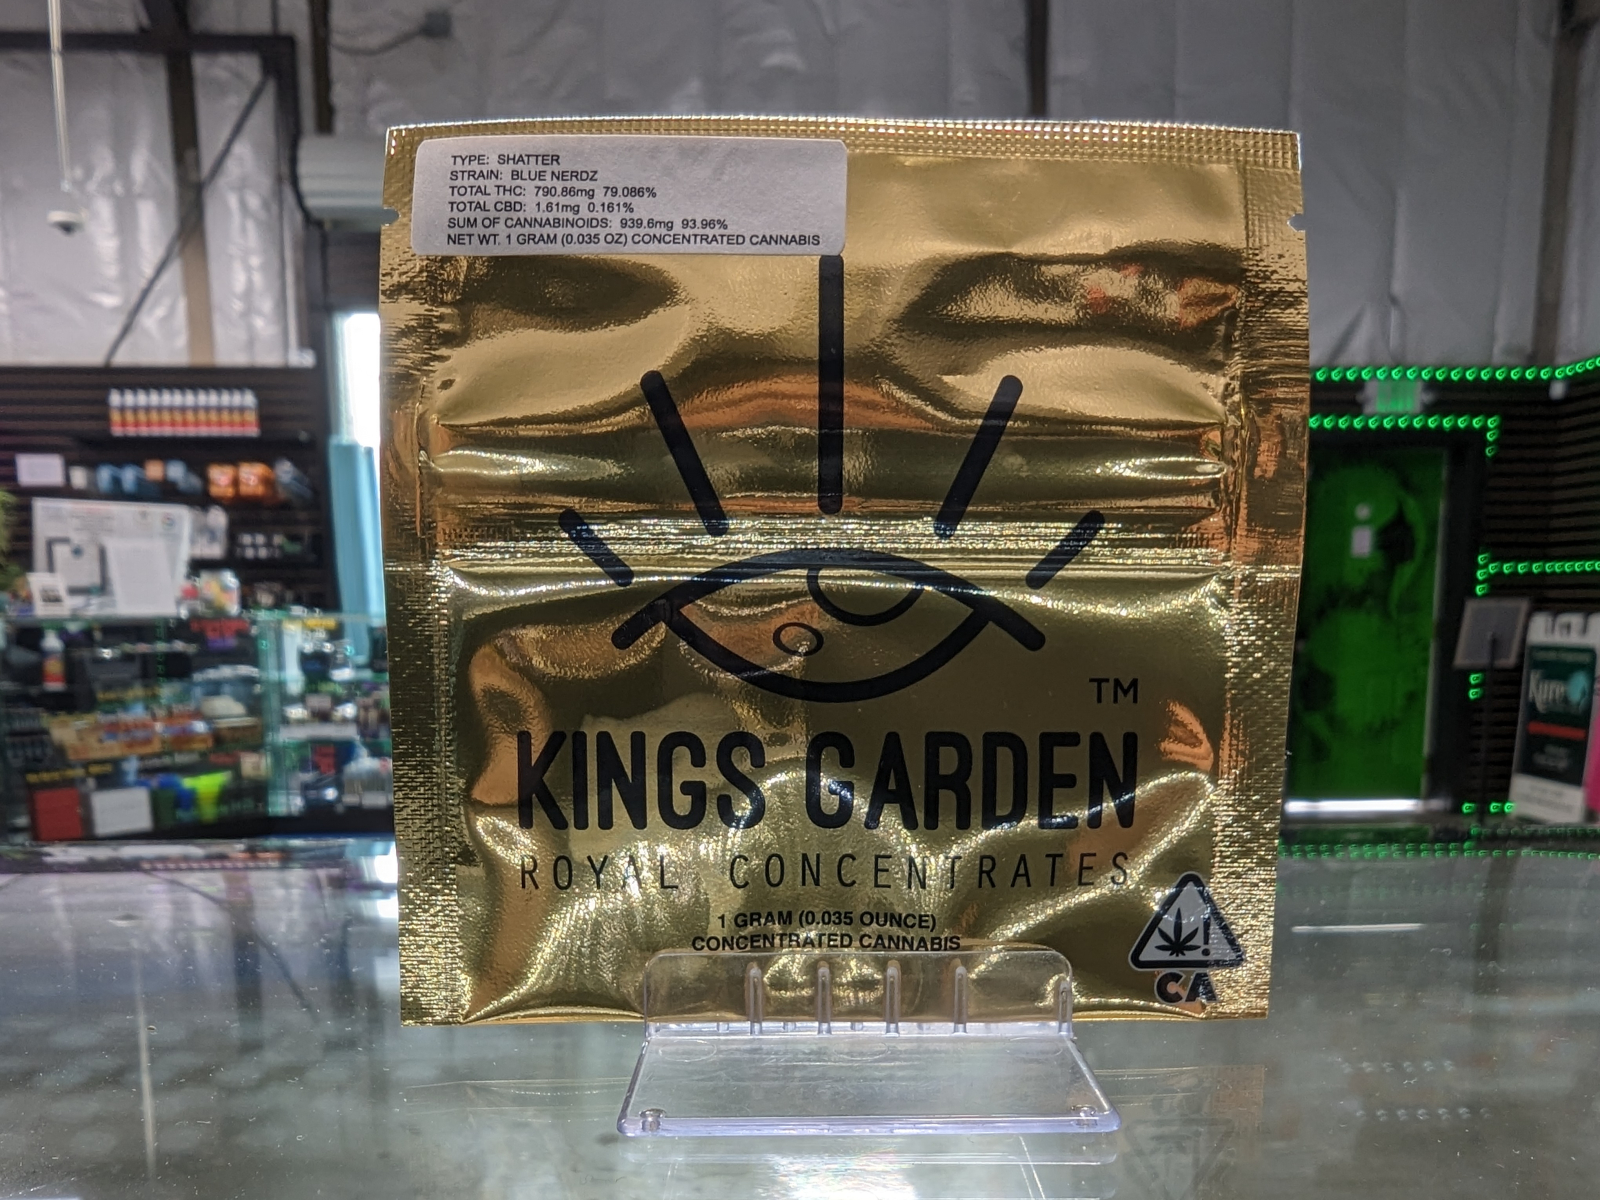 TYPE: SHATTER
STRAIN: BLUE NERDZ
TOTAL THC: 790.86mg 79.086%
TOTAL CBD: 1.61mg 0.161%
SUM OF CANNABINOIDS: 939.6mg 93.96%
NET WT. 1 GRAM (0.035 OZ) CONCENTRATED CANNABIS
TM
KINGS GARDEN
ROYAL CONCENTRATES
1 GRAM (0.035 OUNCE)
CONCENTRATED CANNABIS
!
CA
Kure